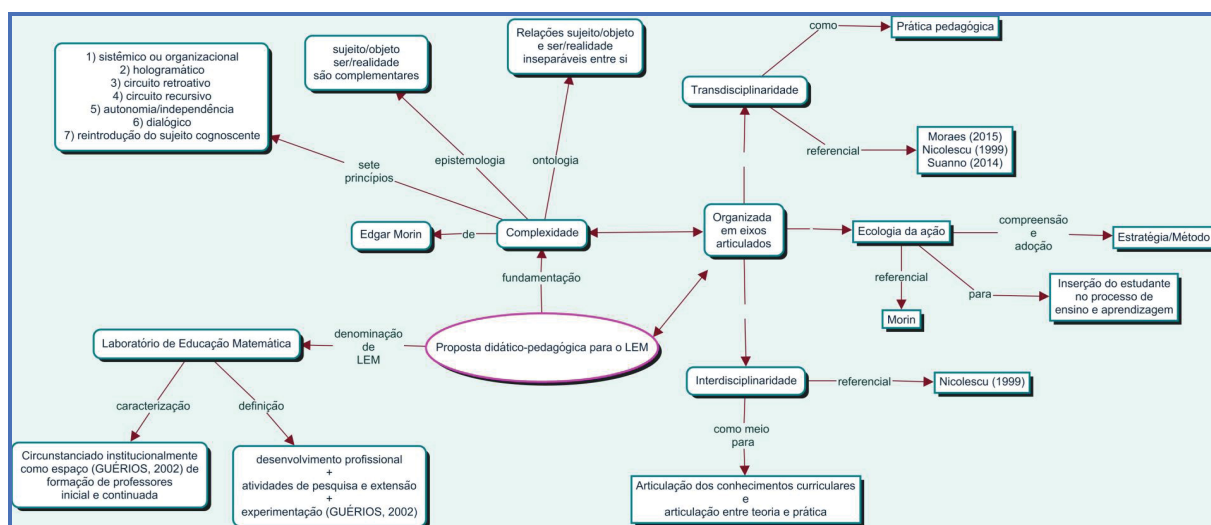 1) sistêmico ou organizacional
2) hologramático
3) circuito retroativo
4) circuito recursivo
5) autonomia/independência
6) dialógico
7) reintrodução do sujeito cognoscente
sujeito/objeto
ser/realidade
são complementares
Relações sujeito/objeto
e ser/realidade
inseparáveis entre si
como
Prática pedagógica
Transdisciplinaridade
referencial
Moraes (2015)
Nicolescu (1999)
Suanno (2014)
sete
princípios
epistemologia
ontologia
Edgar Morin
de
Complexidade
Organizada
em eixos
articulados
Ecologia da ação
compreensão
e
adoção
Estratégia/Método
referencial
Morin
para
Inserção do estudante
no processo de
ensino e aprendizagem
fundamentação
Laboratório de Educação Matemática
denominação
de
LEM
Proposta didático-pedagógica para o LEM
Interdisciplinaridade
referencial
Nicolescu (1999)
caracterização
definição
como meio
para
Circunstanciado institucionalmente
como espaço (GUÉRIOS, 2002) de
formação de professores
inicial e continuada
desenvolvimento profissional
+
atividades de pesquisa e extensão
+
experimentação (GUÉRIOS, 2002)
Articulação dos conhecimentos curriculares
e
articulação entre teoria e prática